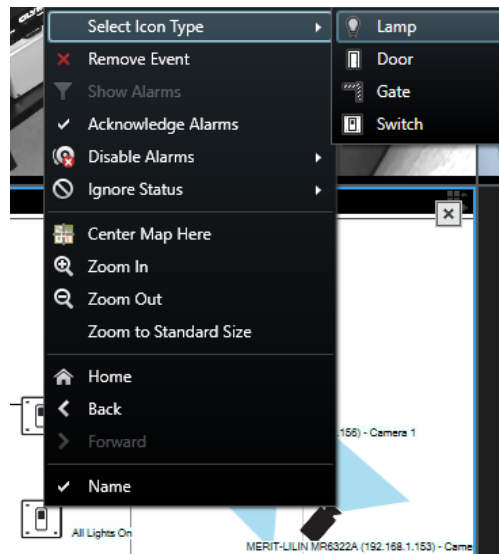 Select Icon Type
Lamp
Remove Event
Door
Show Alarms
Gate
Acknowledge Alarms
Switch
Disable Alarms
Ignore Status
Center Map Here
Zoom In
Zoom Out
Zoom to Standard Size
Home
Back
.156) - Camera 1
Forward
Name
All Lights On
MERIT-LILIN MR6322A (192.168.1.153) - Came